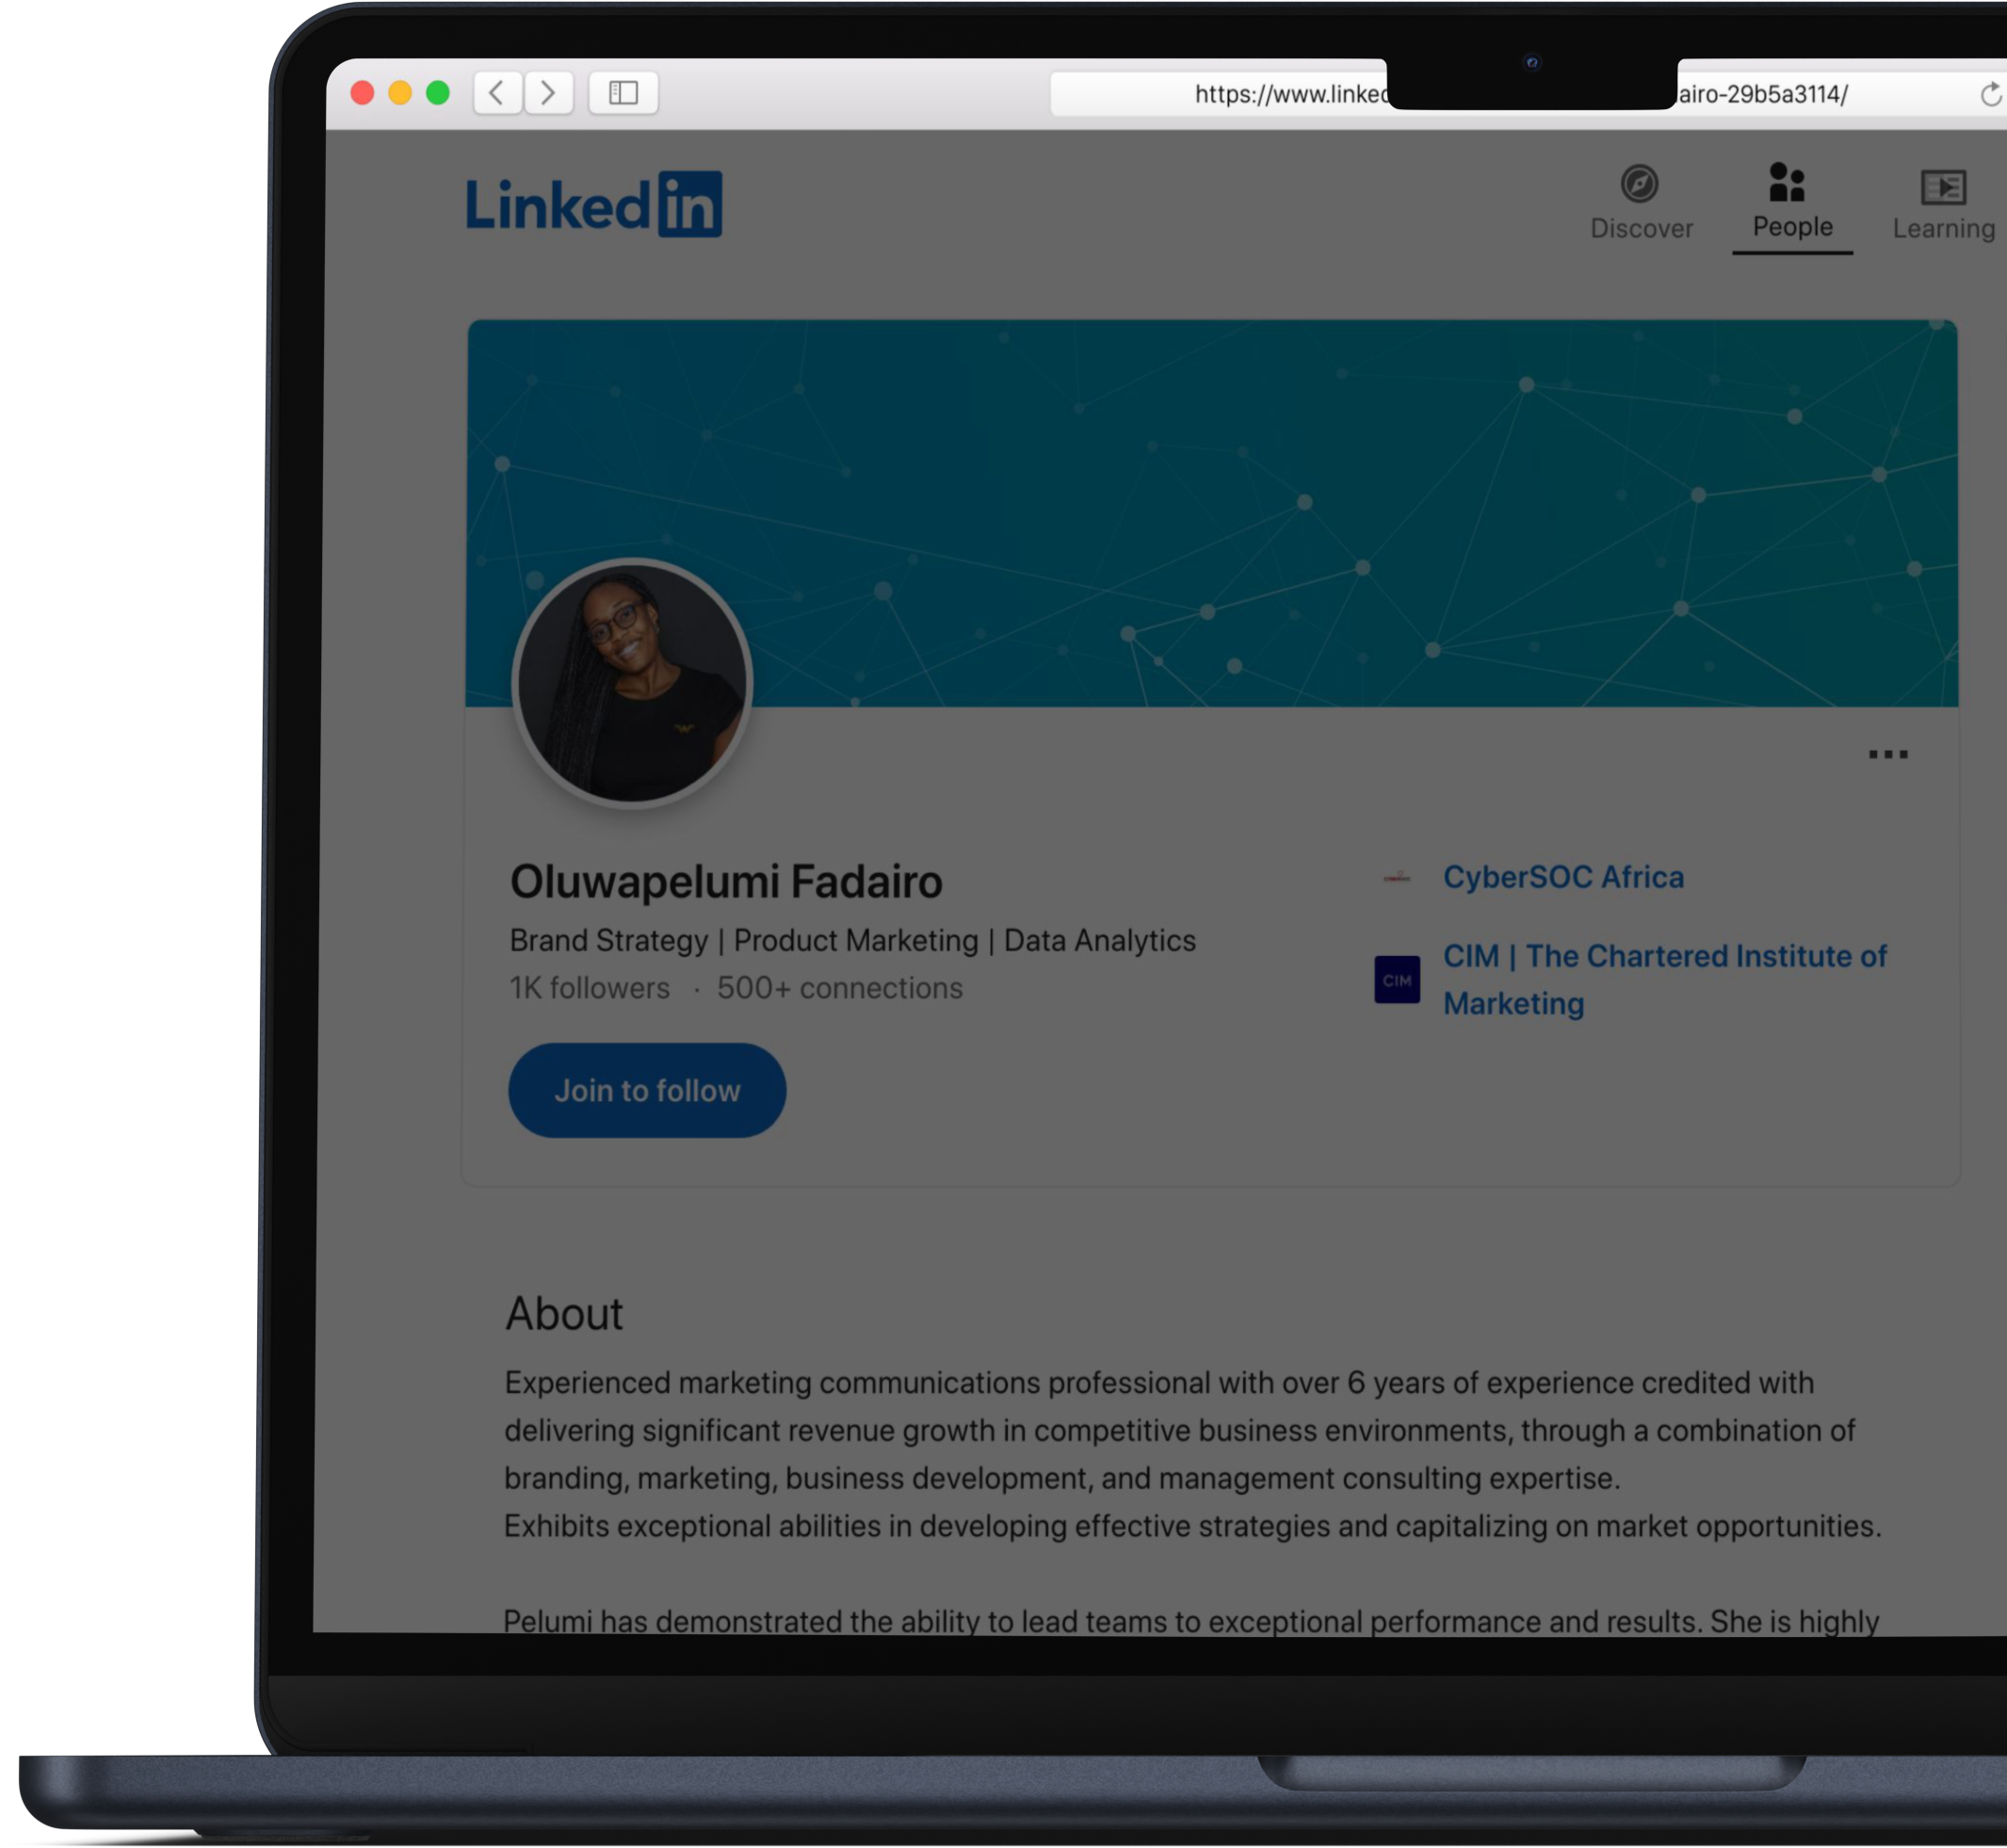 https://www.linked
airo-29b5a3114/
Linked in
Discover
People
Learning
Oluwapelumi Fadairo
Brand Strategy | Product Marketing | Data Analytics
1K followers · 500+ connections
Join to follow
CyberSOC Africa
CIM
CIM | The Chartered Institute of
Marketing
About
Experienced marketing communications professional with over 6 years of experience credited with
delivering significant revenue growth in competitive business environments, through a combination of
branding, marketing, business development, and management consulting expertise.
Exhibits exceptional abilities in developing effective strategies and capitalizing on market opportunities.
Pelumi has demonstrated the ability to lead teams to exceptional performance and results. She is highly